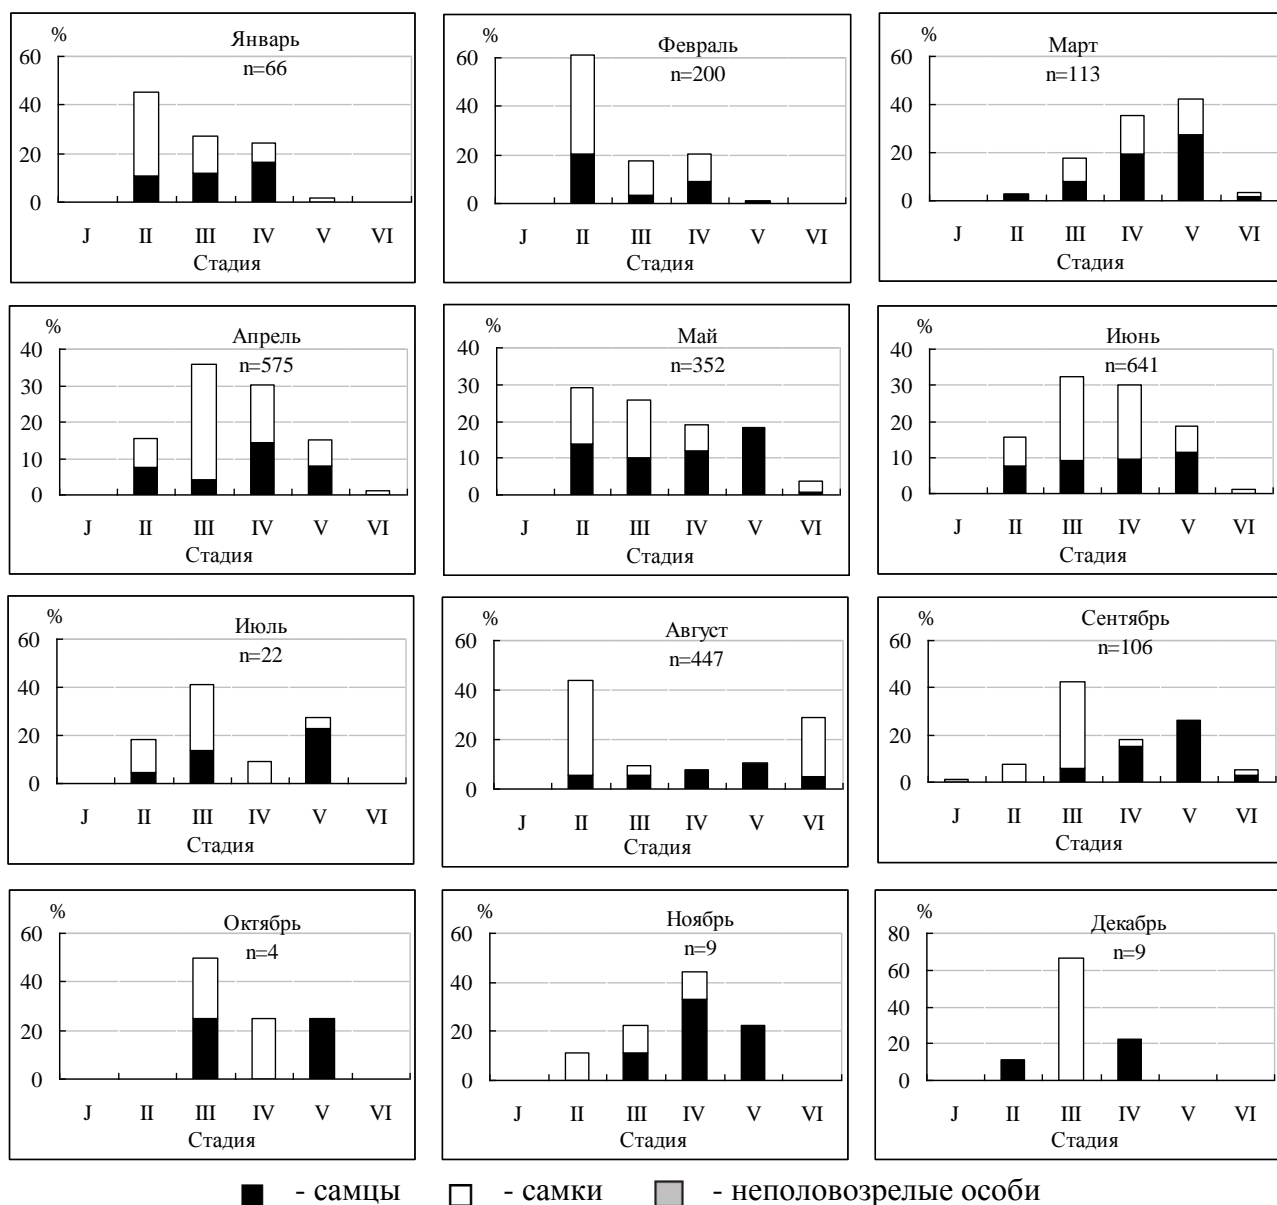 %
Январь
n=66
60
40
20
0
J II III IV V VI
Стадия
%
Февраль
n=200
60
40
20
0
J II III IV V VI
Стадия
%
Март
n=113
60
40
20
0
J II III IV V VI
Стадия
%
Апрель
n=575
40
30
20
10
0
J II III IV V VI
Стадия
%
Май
n=352
40
30
20
10
0
J II III IV V VI
Стадия
%
Июнь
n=641
40
30
20
10
0
J II III IV V VI
Стадия
%
Июль
n=22
60
40
20
0
J II III IV V VI
Стадия
%
Август
n=447
60
40
20
0
J II III IV V VI
Стадия
%
Сентябрь
n=106
60
40
20
0
J II III IV V VI
Стадия
%
Октябрь
n=4
60
40
20
0
J II III IV V VI
Стадия
%
Ноябрь
n=9
60
40
20
0
J II III IV V VI
Стадия
%
Декабрь
n=9
80
60
40
20
0
J II III IV V VI
Стадия
- самцы - самки - неполовозрелые особи